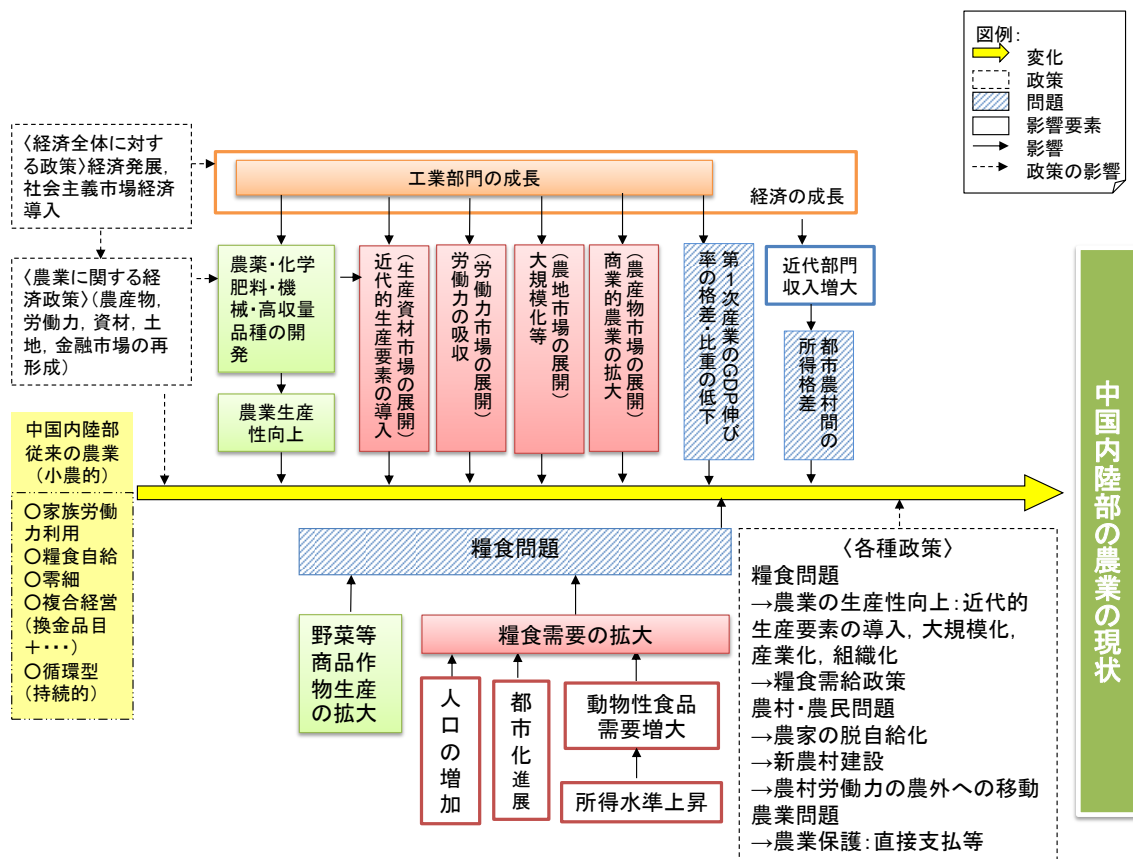 図例：
変化
政策
問題
影響要素
影響
政策の影響
〈経済全体に対
する政策〉経済発展，
社会主義市場経済
導入
工業部門の成長
経済の成長
〈農業に関する経
済政策〉（農産物，
労働力，資材，土
地，金融市場の再
形成）
農薬・化学
肥料・機
械・高収量
品種の開
発
農業生産
性向上
（生産資材市場の展開）
近代的生産要素の導入
（労働力市場の展開）
労働力の吸収
（農地市場の展開）
大規模化等
（農産物市場の展開）
商業的農業の拡大
第１次産業のGDP伸び
率の格差・比重の低下
近代部門
収入増大
都市農村間の
所得格差
中国内陸部
従来の農業
（小農的）
○家族労働
力利用
○糧食自給
○零細
○複合経営
（換金品目
＋・・・）
○循環型
（持続的）
糧食問題
野菜等
商品作
物生産
の拡大
糧食需要の拡大
人口の増加
都市化進展
動物性食品
需要増大
所得水準上昇
〈各種政策〉
糧食問題
→農業の生産性向上：近代的
生産要素の導入，大規模化，
産業化，組織化
→糧食需給政策
農村・農民問題
→農家の脱自給化
→新農村建設
→農村労働力の農外への移動
農業問題
→農業保護：直接支払等
中国内陸部の農業の現状